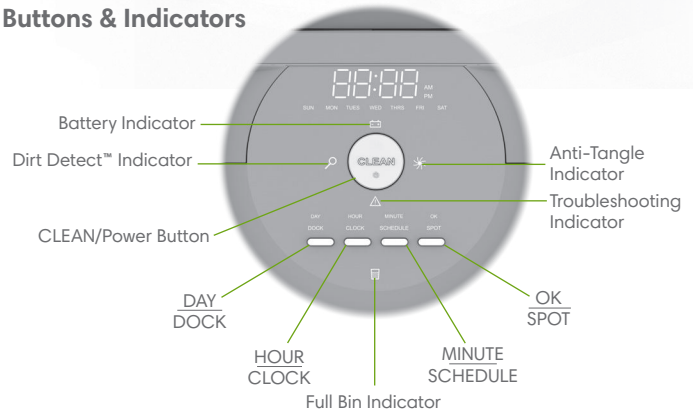 Buttons & Indicators
88:88
AM
PM
SUN MON TUES WED THRS FRI SAT
Battery Indicator
Dirt Detect™ Indicator
CLEAN
Anti-Tangle
Indicator
Troubleshooting
Indicator
CLEAN/Power Button
DAY HOUR MINUTE OK
DOCK CLOCK SCHEDULE SPOT
DAY
DOCK
OK
SPOT
HOUR
CLOCK
MINUTE
SCHEDULE
Full Bin Indicator